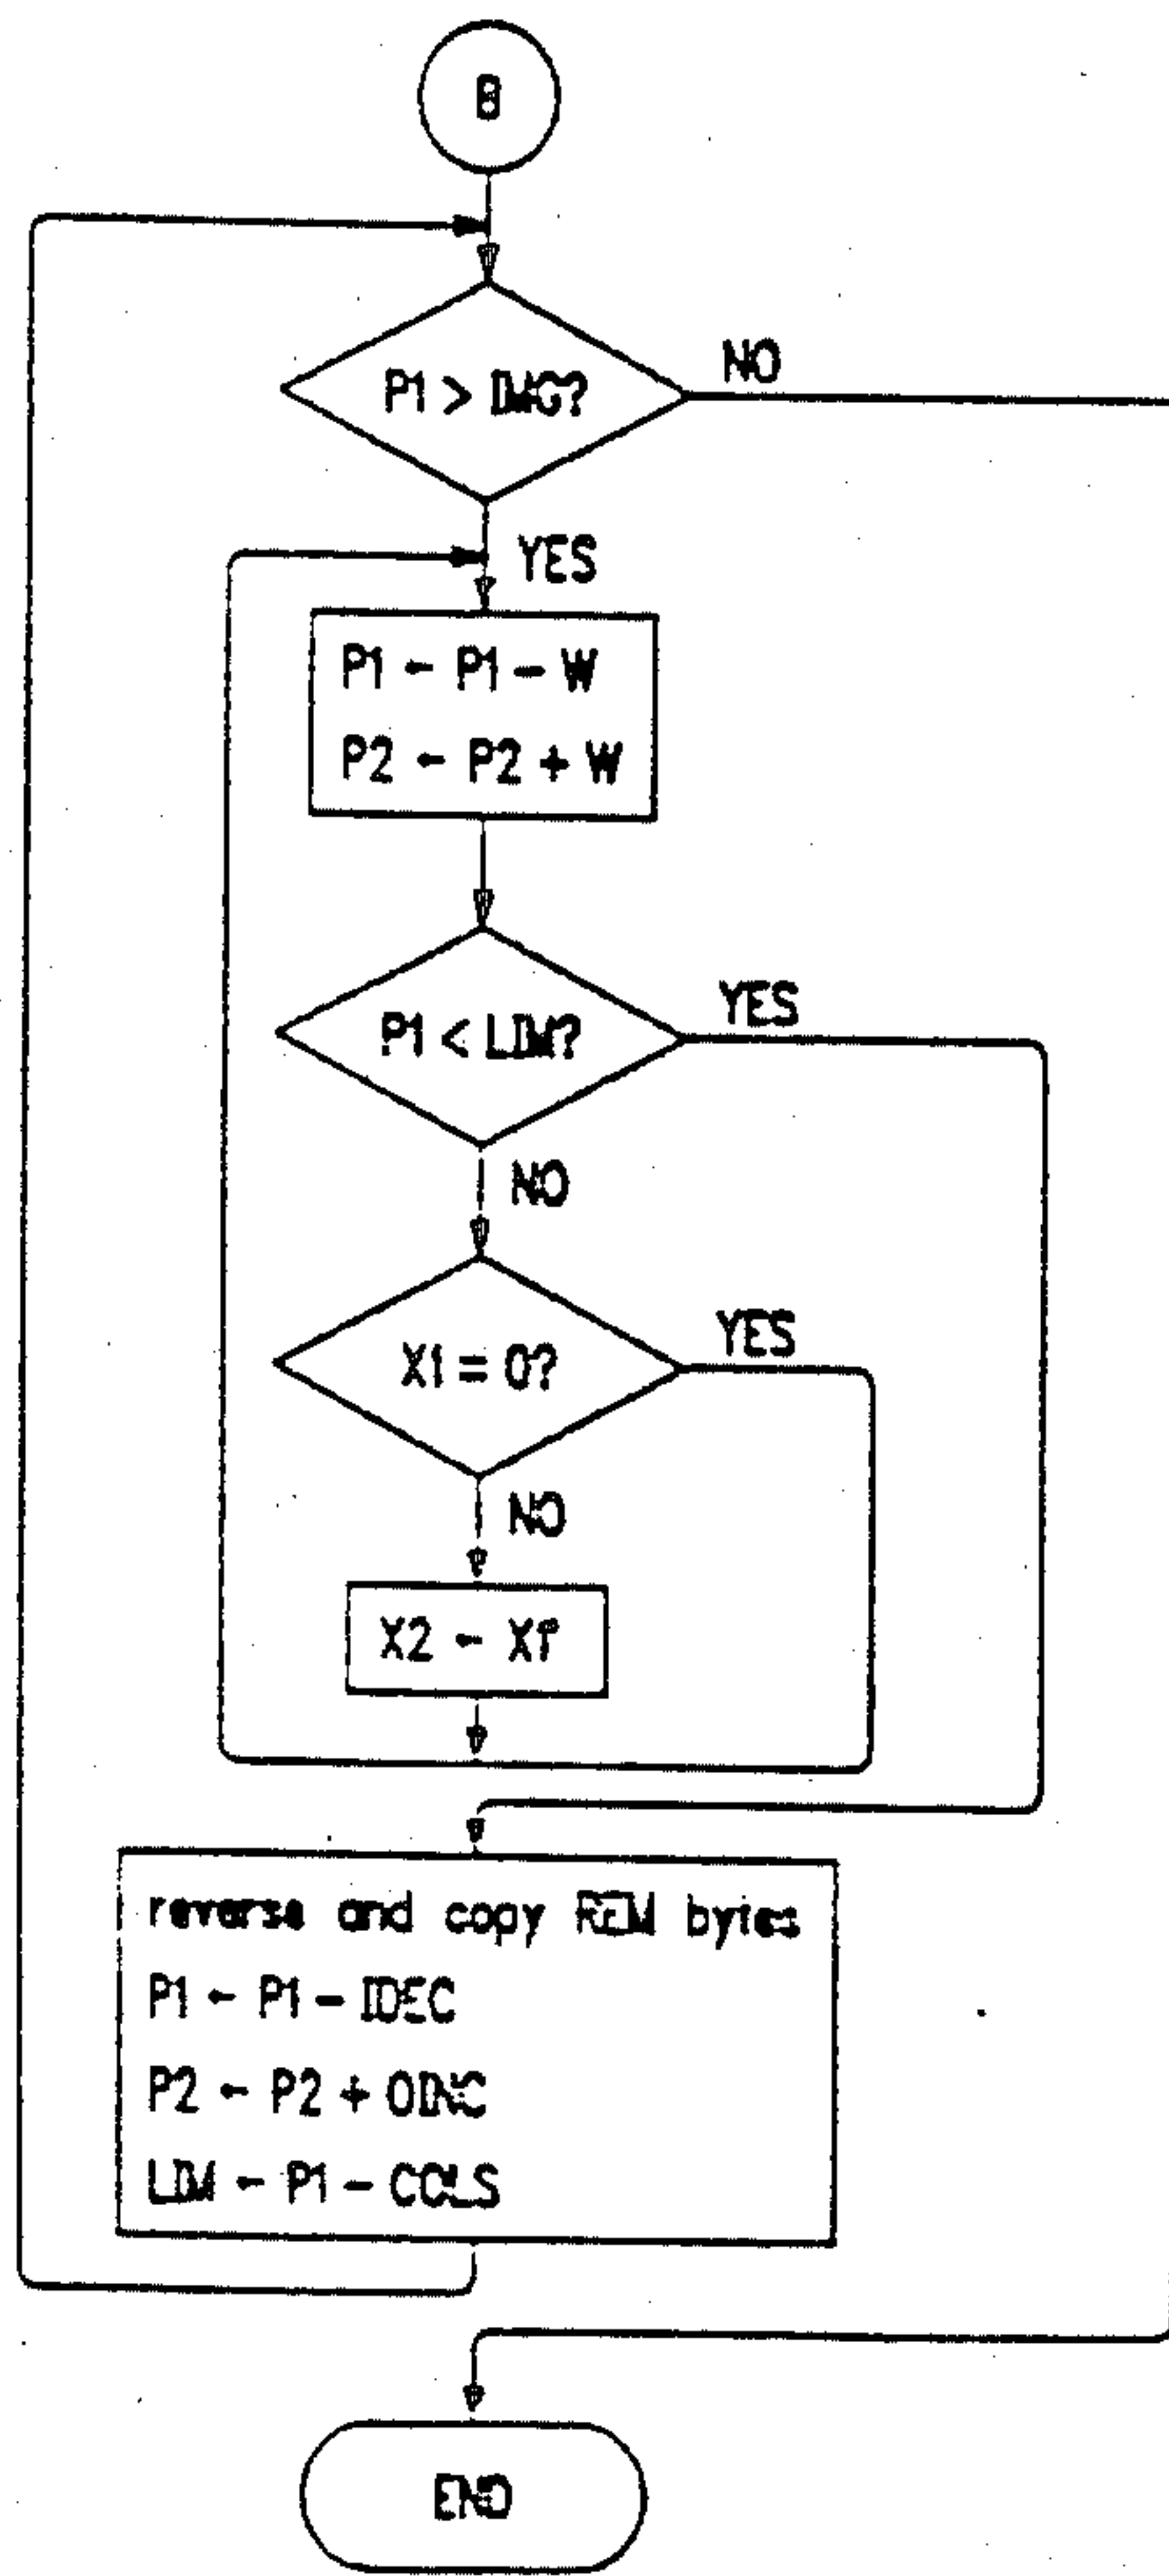 B
P1 > IMG?
NO
YES
P1 ← P1 – W
P2 ← P2 + W
P1 < LIM?
YES
NO
X1 = 0?
YES
NO
X2 ← X1ʳ
reverse and copy REM bytes
P1 ← P1 – IDEC
P2 ← P2 + OINC
LIM ← P1 – COLS
END